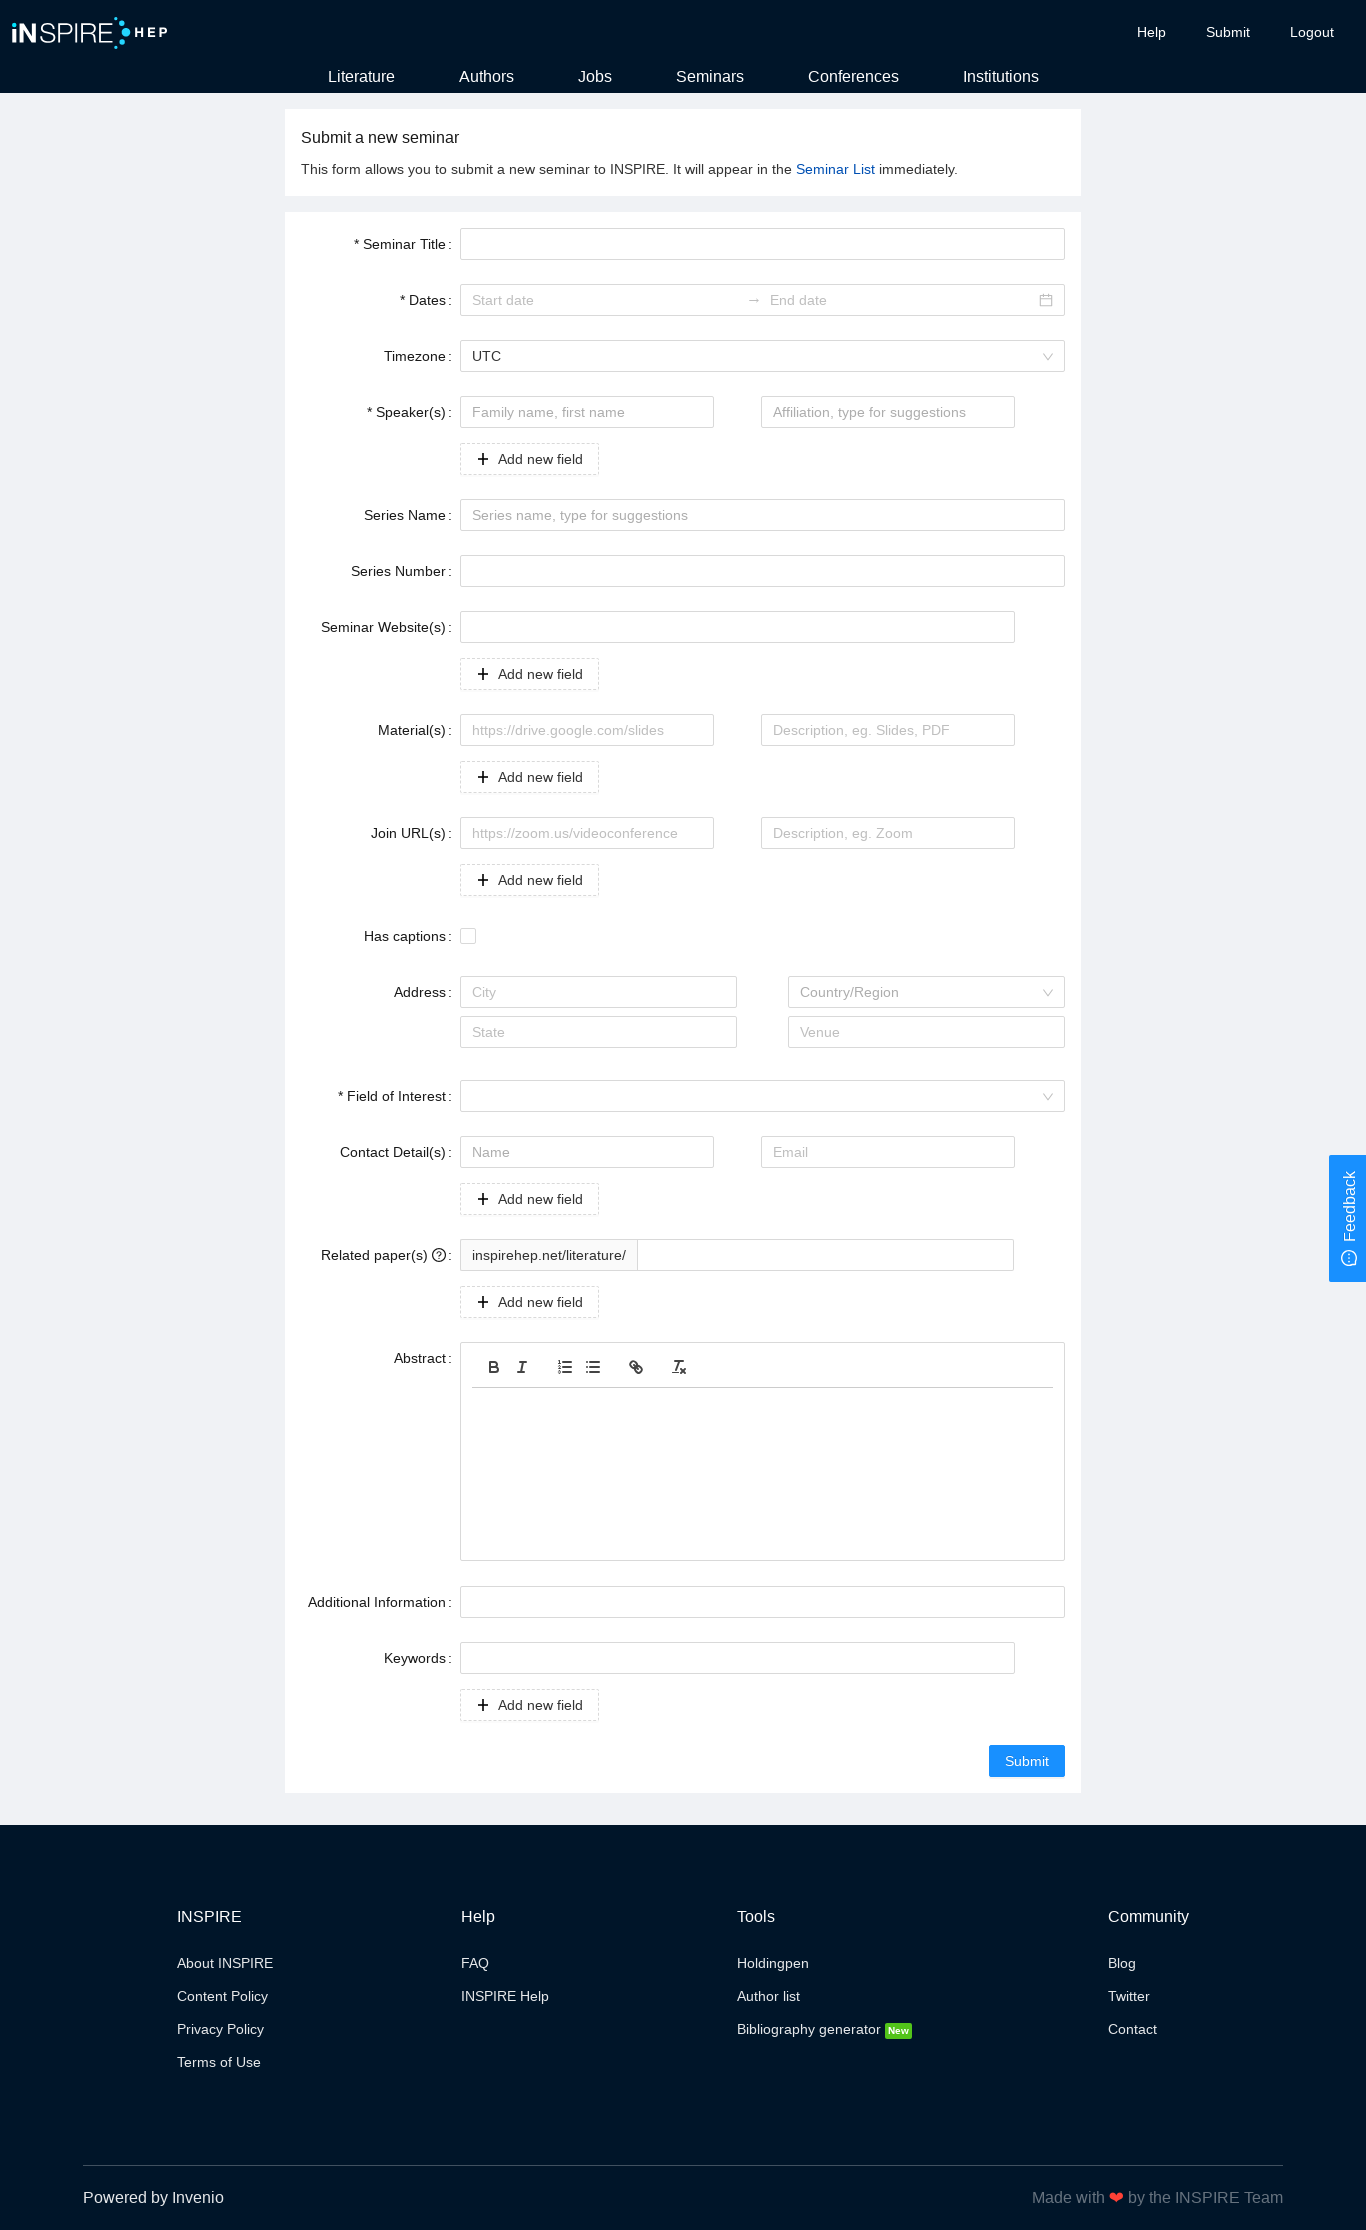 iNSPIRE HEP
Help Submit Logout
Literature Authors Jobs Seminars Conferences Institutions
Submit a new seminar
This form allows you to submit a new seminar to INSPIRE. It will appear in the Seminar List immediately.
* Seminar Title :
* Dates : Start date → End date
Timezone : UTC
* Speaker(s) : Family name, first name Affiliation, type for suggestions
+ Add new field
Series Name : Series name, type for suggestions
Series Number :
Seminar Website(s) :
+ Add new field
Material(s) : https://drive.google.com/slides Description, eg. Slides, PDF
+ Add new field
Join URL(s) : https://zoom.us/videoconference Description, eg. Zoom
+ Add new field
Has captions :
Address : City Country/Region
State Venue
* Field of Interest :
Contact Detail(s) : Name Email
+ Add new field
Feedback
Related paper(s) ? : inspirehep.net/literature/
+ Add new field
Abstract :
Additional Information :
Keywords :
+ Add new field
Submit
INSPIRE Help Tools Community
About INSPIRE FAQ Holdingpen Blog
Content Policy INSPIRE Help Author list Twitter
Privacy Policy Bibliography generator New Contact
Terms of Use
Powered by Invenio Made with ❤ by the INSPIRE Team